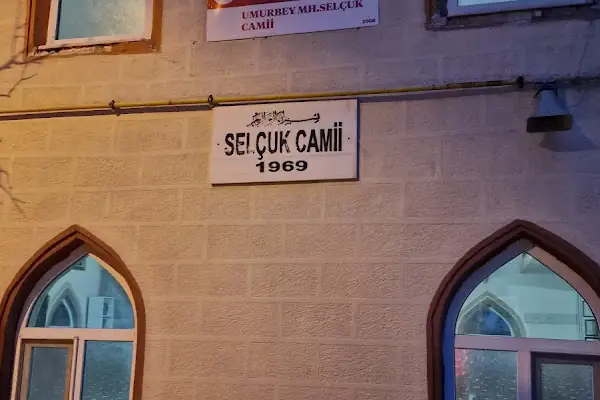 UMURBEY MH.SELÇUK
CAMİİ
2008
بسم الله الرحمن الرحيم
SELÇUK CAMİİ
1969